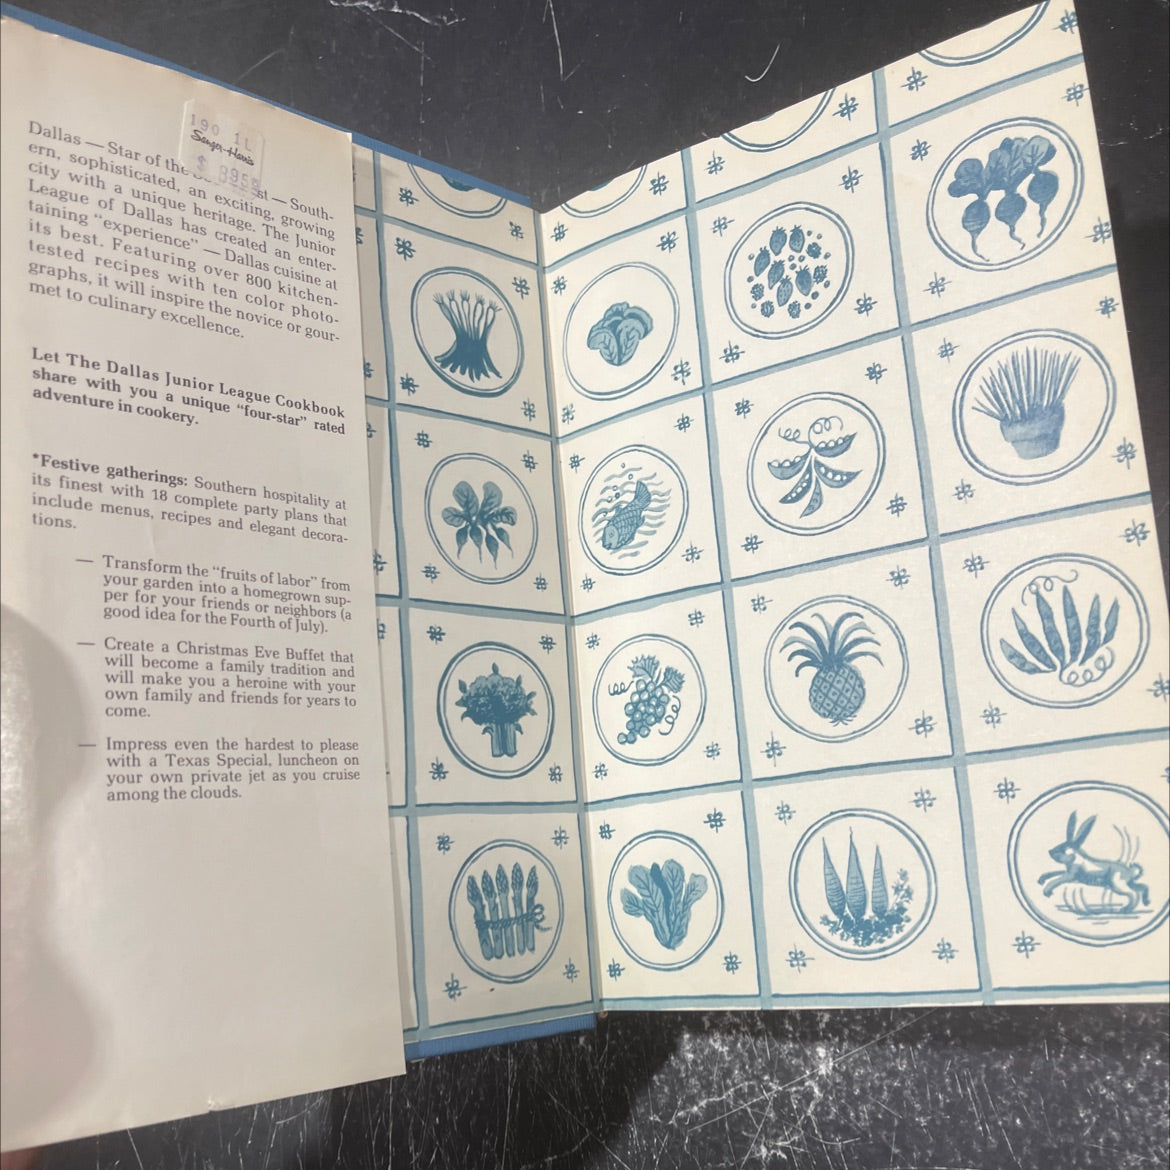 190 1L
Sanger-Harris
$ 8959
Dallas — Star of the st — South-
ern, sophisticated, an exciting, growing
city with a unique heritage. The Junior
League of Dallas has created an enter-
taining “experience” — Dallas cuisine at
its best. Featuring over 800 kitchen-
tested recipes with ten color photo-
graphs, it will inspire the novice or gour-
met to culinary excellence.
Let The Dallas Junior League Cookbook
share with you a unique “four-star” rated
adventure in cookery.
*Festive gatherings: Southern hospitality at
its finest with 18 complete party plans that
include menus, recipes and elegant decora-
tions.
— Transform the “fruits of labor” from
your garden into a homegrown sup-
per for your friends or neighbors (a
good idea for the Fourth of July).
— Create a Christmas Eve Buffet that
will become a family tradition and
will make you a heroine with your
own family and friends for years to
come.
— Impress even the hardest to please
with a Texas Special, luncheon on
your own private jet as you cruise
among the clouds.